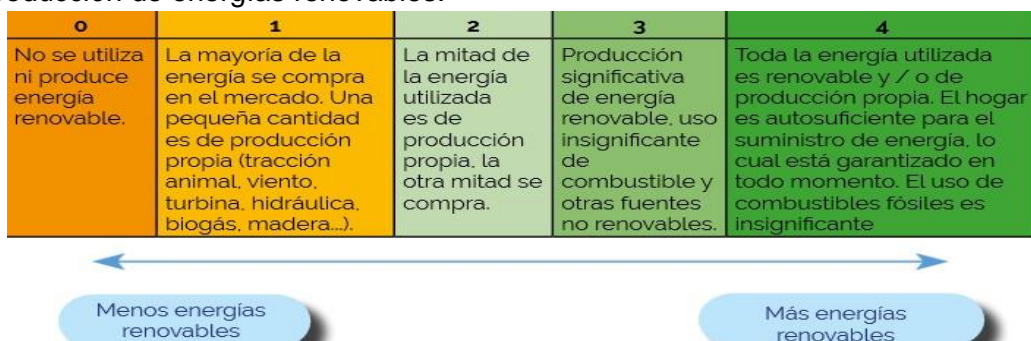 producción de energías renovables.
0
No se utiliza
ni produce
energía
renovable.
1
La mayoría de la
energía se compra
en el mercado. Una
pequeña cantidad
es de producción
propia (tracción
animal, viento,
turbina, hidráulica,
biogás, madera...).
2
La mitad de
la energía
utilizada
es de
producción
propia, la
otra mitad se
compra.
3
Producción
significativa
de energía
renovable, uso
insignificante
de
combustible y
otras fuentes
no renovables.
4
Toda la energía utilizada
es renovable y / o de
producción propia. El hogar
es autosuficiente para el
suministro de energía, lo
cual está garantizado en
todo momento. El uso de
combustibles fósiles es
insignificante
Menos energías
renovables
Más energías
renovables